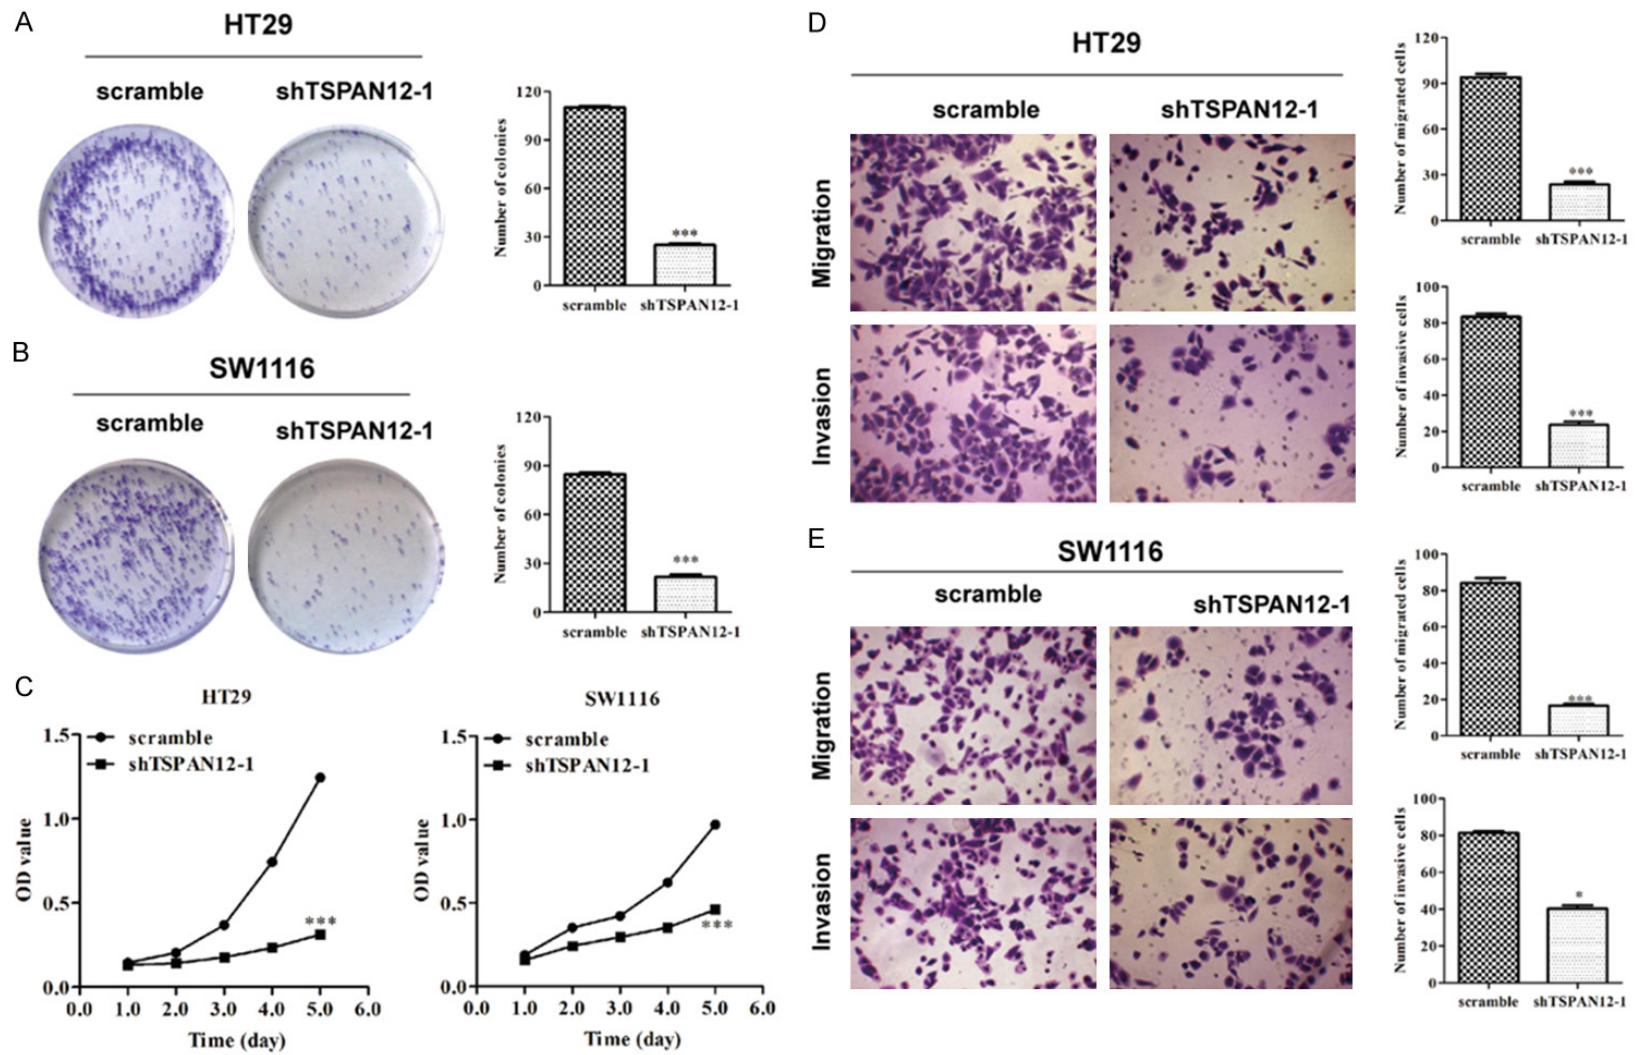 A
HT29
scramble shTSPAN12-1
Number of colonies
120
90
60
30
0
***
scramble shTSPAN12-1
B
SW1116
scramble shTSPAN12-1
Number of colonies
120
90
60
30
0
***
scramble shTSPAN12-1
C
HT29
scramble
shTSPAN12-1
OD value
1.5
1.0
0.5
0.0
***
0.0 1.0 2.0 3.0 4.0 5.0 6.0
Time (day)
SW1116
scramble
shTSPAN12-1
OD value
1.5
1.0
0.5
0.0
***
0.0 1.0 2.0 3.0 4.0 5.0 6.0
Time (day)
D
HT29
scramble shTSPAN12-1
Migration
Invasion
Number of migrated cells
120
90
60
30
0
***
scramble shTSPAN12-1
Number of invasive cells
100
80
60
40
20
0
***
scramble shTSPAN12-1
E
SW1116
scramble shTSPAN12-1
Migration
Invasion
Number of migrated cells
100
80
60
40
20
0
***
scramble shTSPAN12-1
Number of invasive cells
100
80
60
40
20
0
*
scramble shTSPAN12-1